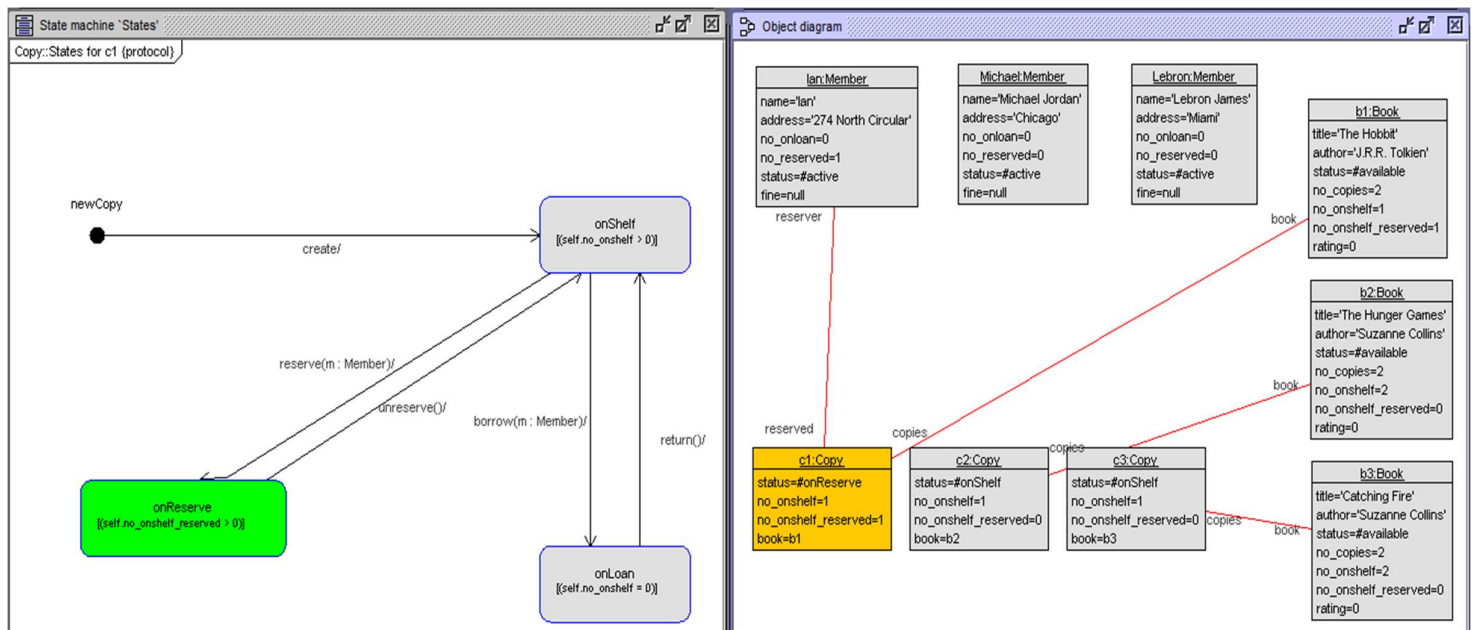 State machine `States'
Copy::States for c1 {protocol}
newCopy
create/
onShelf
[(self.no_onshelf > 0)]
reserve(m : Member)/
unreserve()/
borrow(m : Member)/
return()/
onReserve
[(self.no_onshelf_reserved > 0)]
onLoan
[(self.no_onshelf = 0)]
Object diagram
Ian:Member
name='Ian'
address='274 North Circular'
no_onloan=0
no_reserved=1
status=#active
fine=null
Michael:Member
name='Michael Jordan'
address='Chicago'
no_onloan=0
no_reserved=0
status=#active
fine=null
Lebron:Member
name='Lebron James'
address='Miami'
no_onloan=0
no_reserved=0
status=#active
fine=null
b1:Book
title='The Hobbit'
author='J.R.R. Tolkien'
status=#available
no_copies=2
no_onshelf=1
no_onshelf_reserved=1
rating=0
reserver
book
b2:Book
title='The Hunger Games'
author='Suzanne Collins'
status=#available
no_copies=2
no_onshelf=2
no_onshelf_reserved=0
rating=0
book
reserved
copies
copies
c1:Copy
status=#onReserve
no_onshelf=1
no_onshelf_reserved=1
book=b1
c2:Copy
status=#onShelf
no_onshelf=1
no_onshelf_reserved=0
book=b2
c3:Copy
status=#onShelf
no_onshelf=1
no_onshelf_reserved=0
book=b3
copies
book
b3:Book
title='Catching Fire'
author='Suzanne Collins'
status=#available
no_copies=2
no_onshelf=2
no_onshelf_reserved=0
rating=0